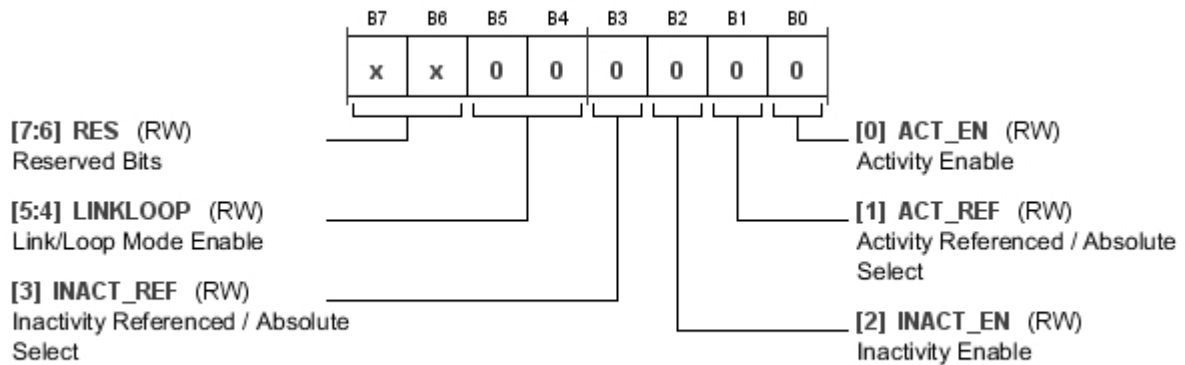 B7 B6 B5 B4 B3 B2 B1 B0
x x 0 0 0 0 0 0
[7:6] RES (RW)
Reserved Bits
[5:4] LINKLOOP (RW)
Link/Loop Mode Enable
[3] INACT_REF (RW)
Inactivity Referenced / Absolute
Select
[0] ACT_EN (RW)
Activity Enable
[1] ACT_REF (RW)
Activity Referenced / Absolute
Select
[2] INACT_EN (RW)
Inactivity Enable